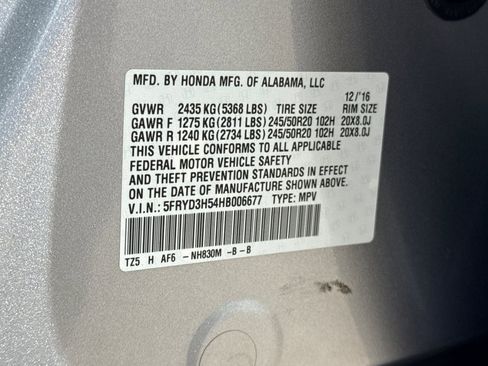 MFD. BY HONDA MFG. OF ALABAMA, LLC
12/'16
GVWR 2435 KG (5368 LBS) TIRE SIZE RIM SIZE
GAWR F 1275 KG (2811 LBS) 245/50R20 102H 20X8.0J
GAWR R 1240 KG (2734 LBS) 245/50R20 102H 20X8.0J
THIS VEHICLE CONFORMS TO ALL APPLICABLE
FEDERAL MOTOR VEHICLE SAFETY
AND THEFT PREVENTION STANDARDS IN EFFECT
ON THE DATE OF MANUFACTURE SHOWN ABOVE.
V.I.N.: 5FRYD3H54HB006677 TYPE: MPV
TZ5 H AF6 -NH830M -B -B